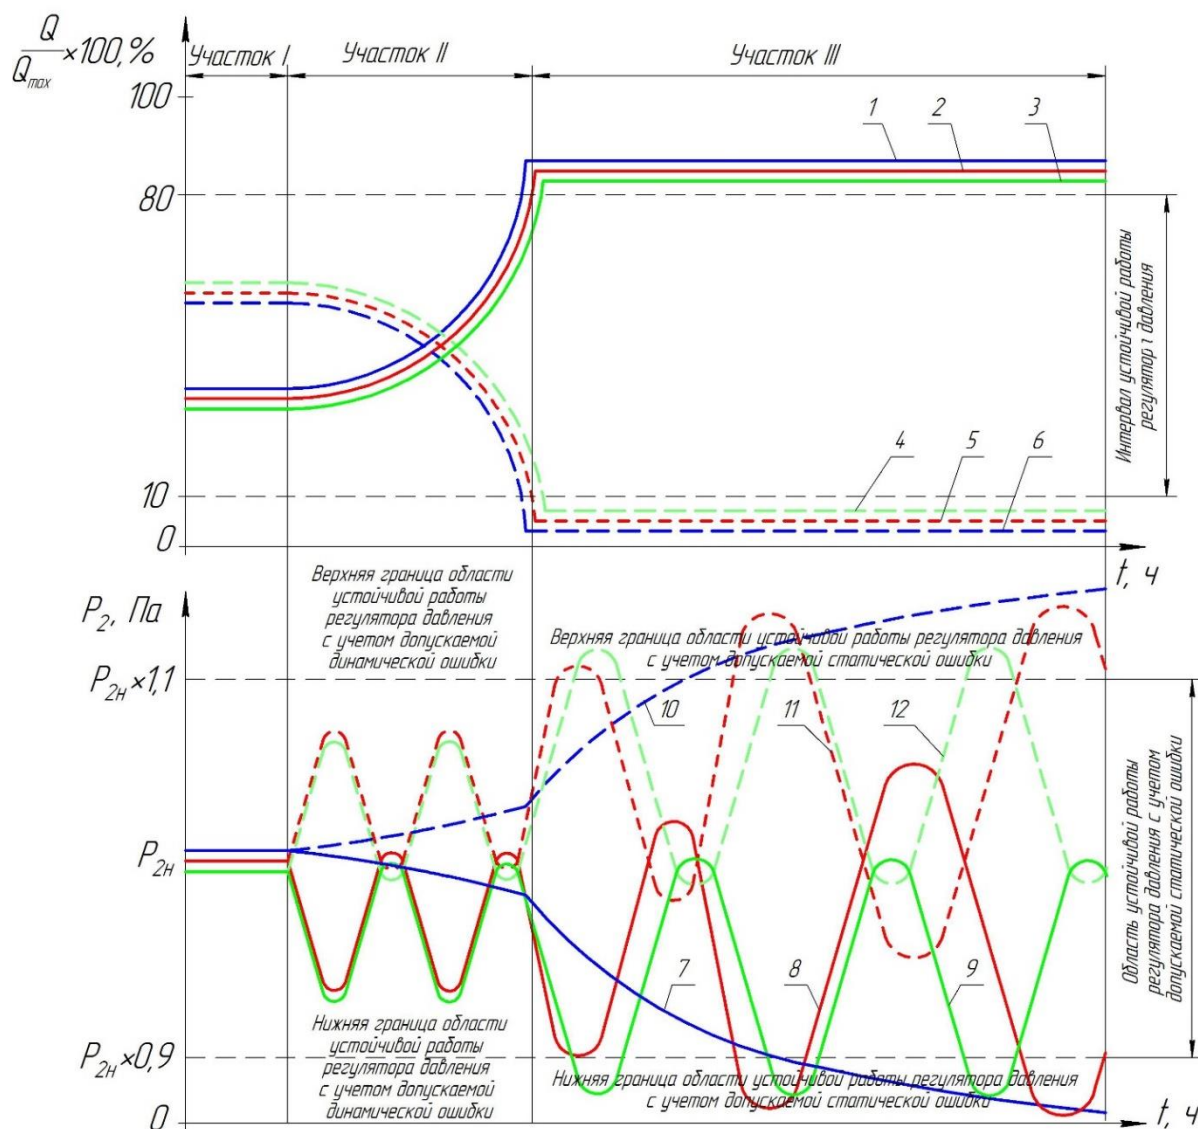 Q
Qmax ×100,%
Участок I
Участок II
Участок III
100
80
10
0
1
2
3
4
5
6
Интервал устойчивой работы
регулятор 1 давления
t, ч
P2, Па
P2н×1,1
P2н
P2н×0,9
0
Верхняя граница области
устойчивой работы
регулятора давления
с учетом допускаемой
динамической ошибки
Верхняя граница области устойчивой работы регулятора давления
с учетом допускаемой статической ошибки
10
11
12
7
8
9
Область устойчивой работы
регулятора давления с учетом
допускаемой статической ошибки
Нижняя граница области
устойчивой работы
регулятора давления
с учетом допускаемой
динамической ошибки
Нижняя граница области устойчивой работы регулятора давления
с учетом допускаемой статической ошибки
t, ч